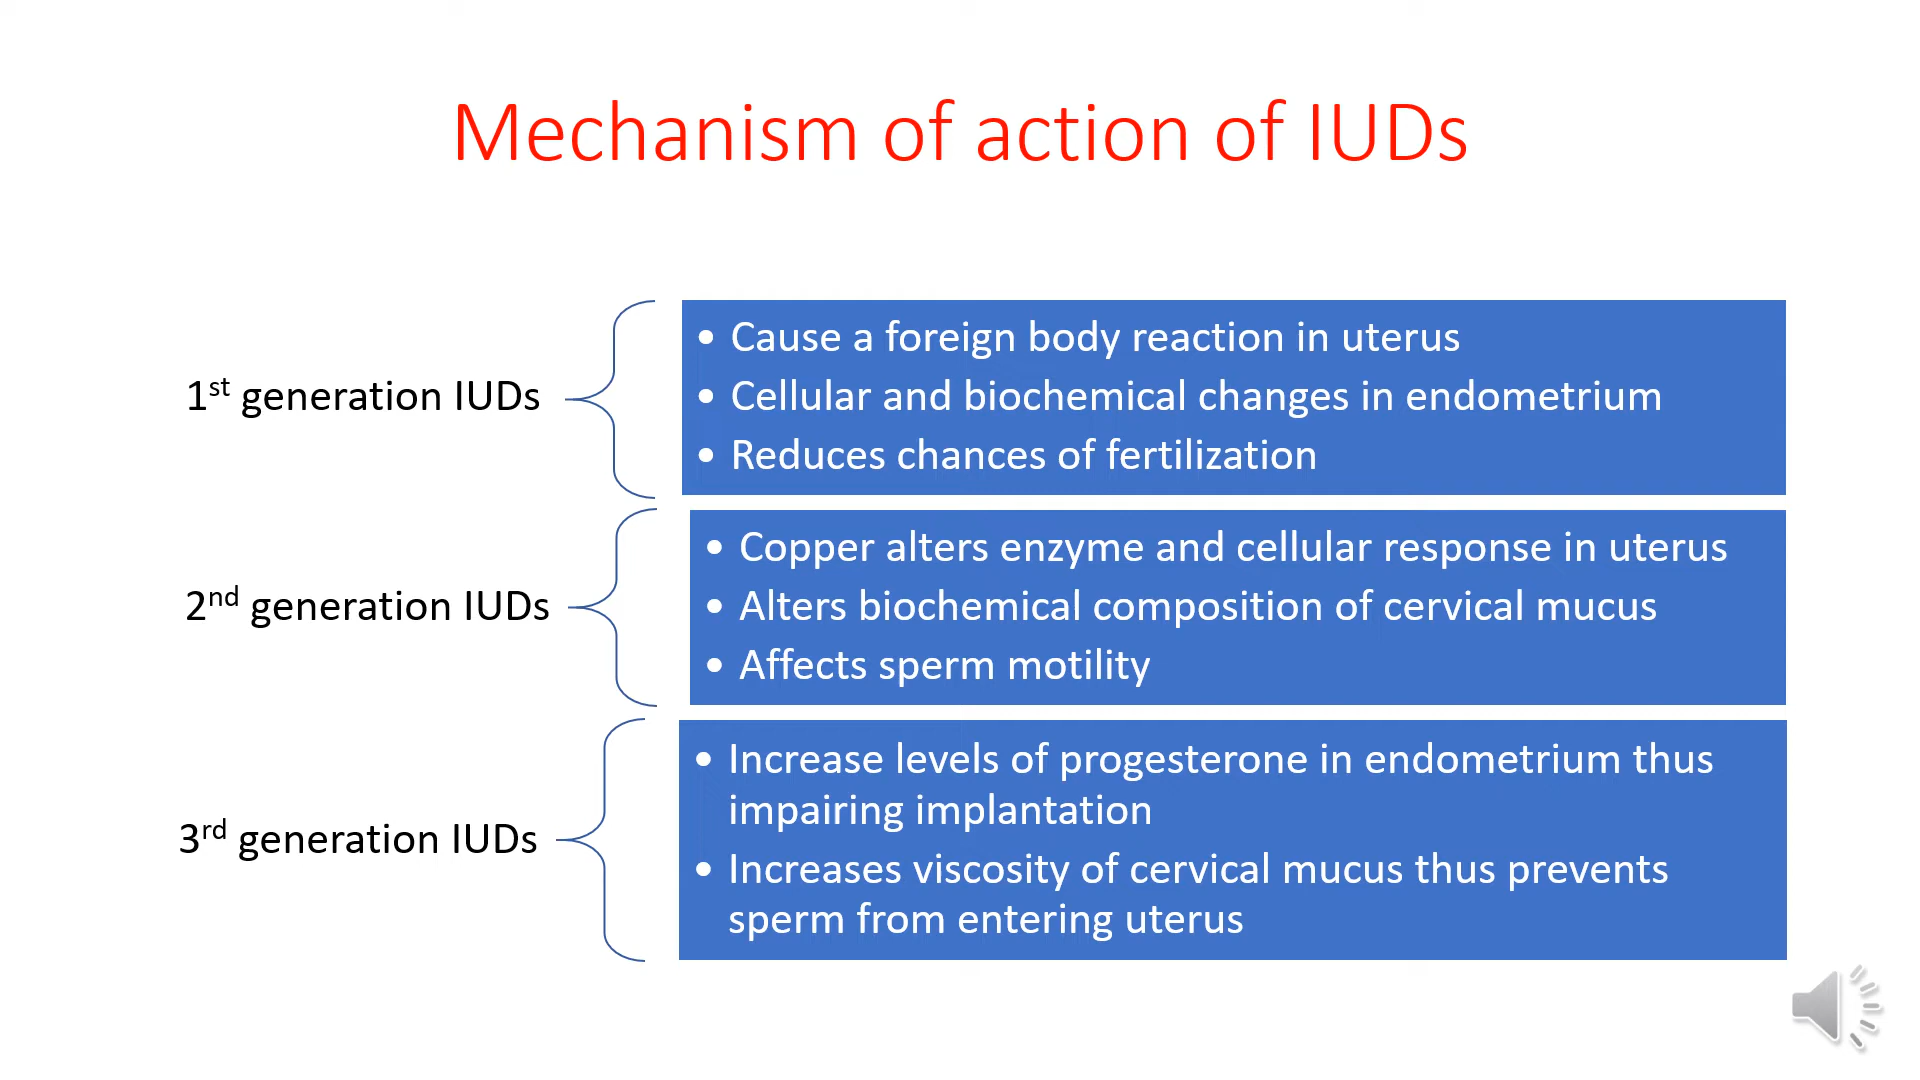 Mechanism of action of IUDs
1st generation IUDs
• Cause a foreign body reaction in uterus
• Cellular and biochemical changes in endometrium
• Reduces chances of fertilization
2nd generation IUDs
• Copper alters enzyme and cellular response in uterus
• Alters biochemical composition of cervical mucus
• Affects sperm motility
3rd generation IUDs
• Increase levels of progesterone in endometrium thus
impairing implantation
• Increases viscosity of cervical mucus thus prevents
sperm from entering uterus